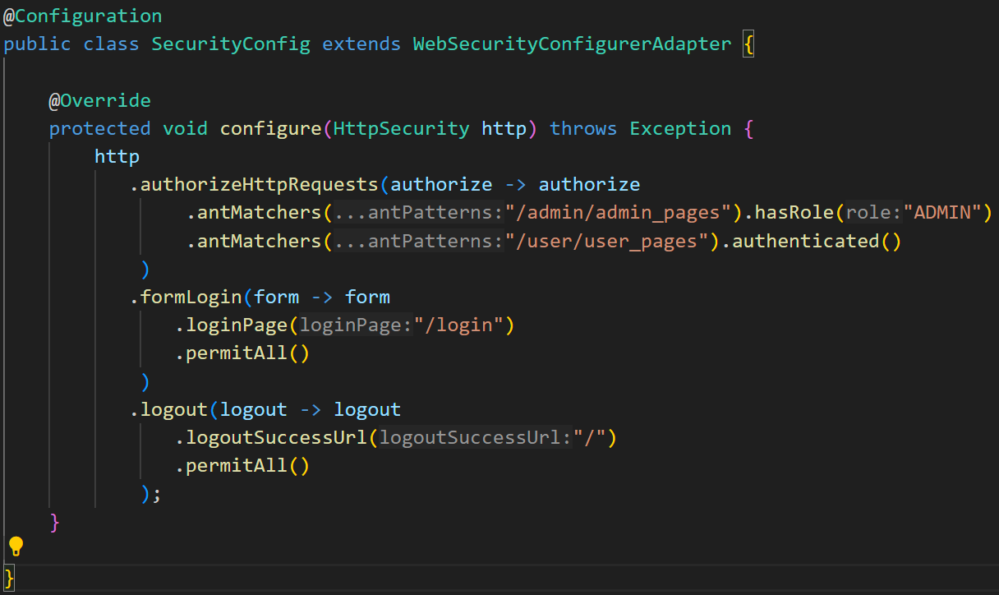 @Configuration
public class SecurityConfig extends WebSecurityConfigurerAdapter {
@Override
protected void configure(HttpSecurity http) throws Exception {
http
.authorizeHttpRequests(authorize -> authorize
.antMatchers(...antPatterns:"/admin/admin_pages").hasRole(role:"ADMIN")
.antMatchers(...antPatterns:"/user/user_pages").authenticated()
)
.formLogin(form -> form
.loginPage(loginPage:"/login")
.permitAll()
)
.logout(logout -> logout
.logoutSuccessUrl(logoutSuccessUrl:"/")
.permitAll()
);
}
}